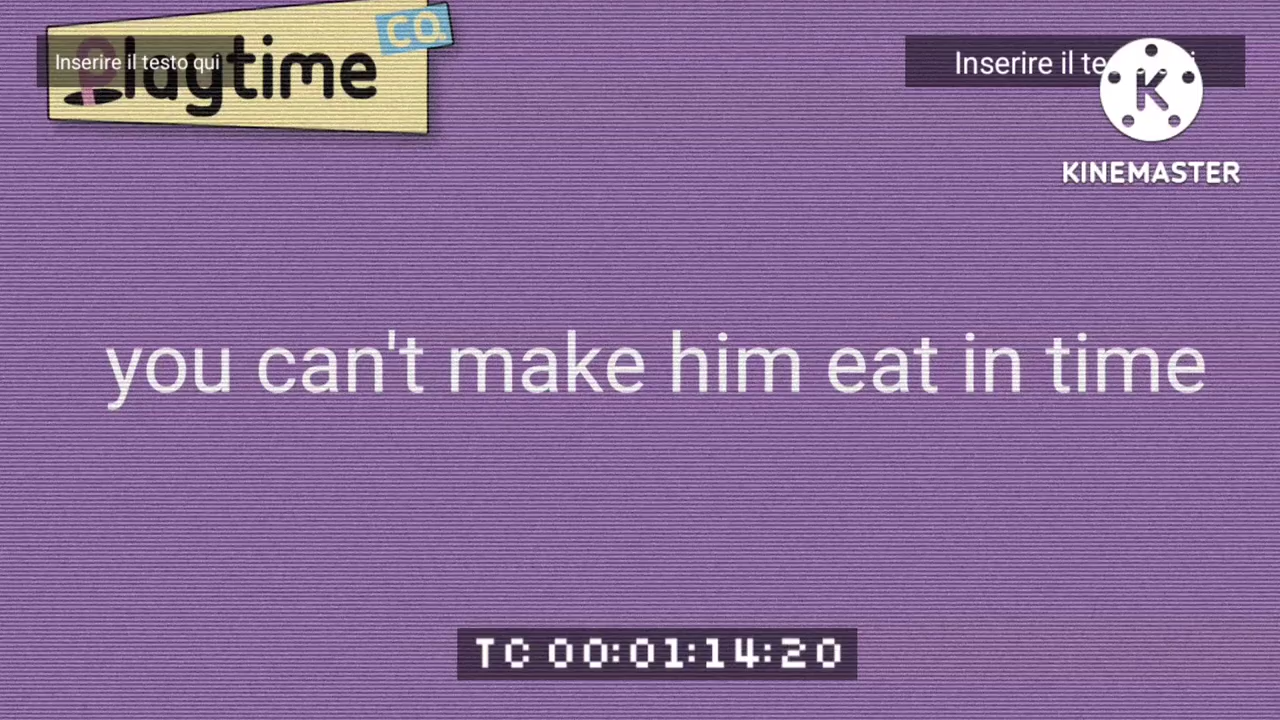 Playtime
CO.
Inserire il testo qui
Inserire il te
KINEMASTER
you can't make him eat in time
TC 00:01:14:20